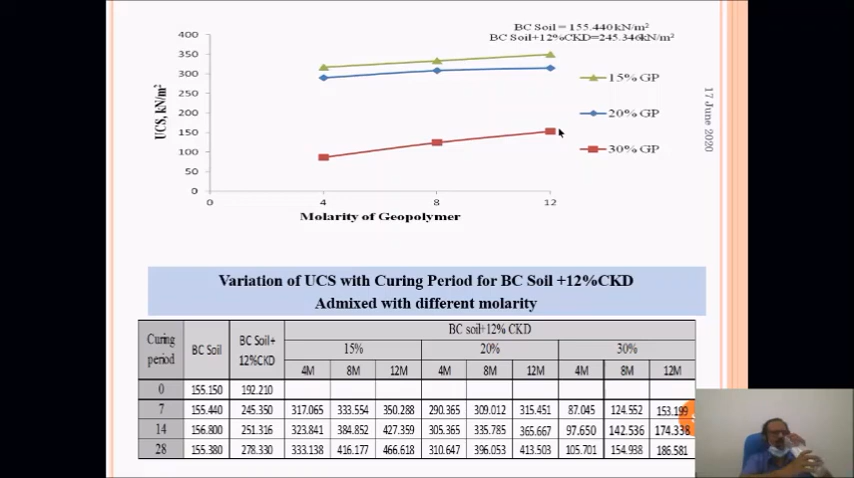 BC Soil = 155.440 kN/m²
BC Soil+12%CKD=245.346kN/m²
400
350
300
250
200
150
100
50
0
UCS, kN/m²
0 4 8 12
Molarity of Geopolymer
15% GP
20% GP
30% GP
17 June 2020
Variation of UCS with Curing Period for BC Soil +12%CKD
Admixed with different molarity
Curing period BC Soil BC Soil+ 12%CKD BC soil+12% CKD
15% 20% 30%
4M 8M 12M 4M 8M 12M 4M 8M 12M
0 155.150 192.210
7 155.440 245.350 317.065 333.554 350.288 290.365 309.012 315.451 87.045 124.552 153.199
14 156.800 251.316 323.841 384.852 427.359 305.365 335.785 365.667 97.650 142.536 174.338
28 155.380 278.330 333.138 416.177 466.618 310.647 396.053 413.503 105.701 154.938 186.581